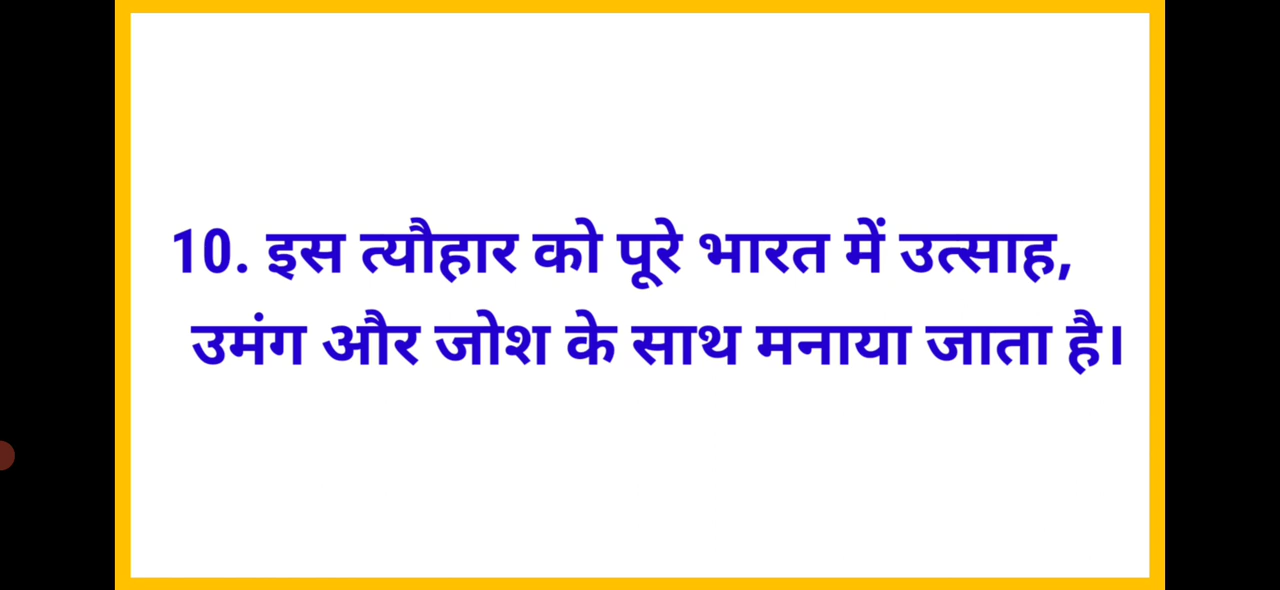 10. इस त्यौहार को पूरे भारत में उत्साह,
उमंग और जोश के साथ मनाया जाता है।